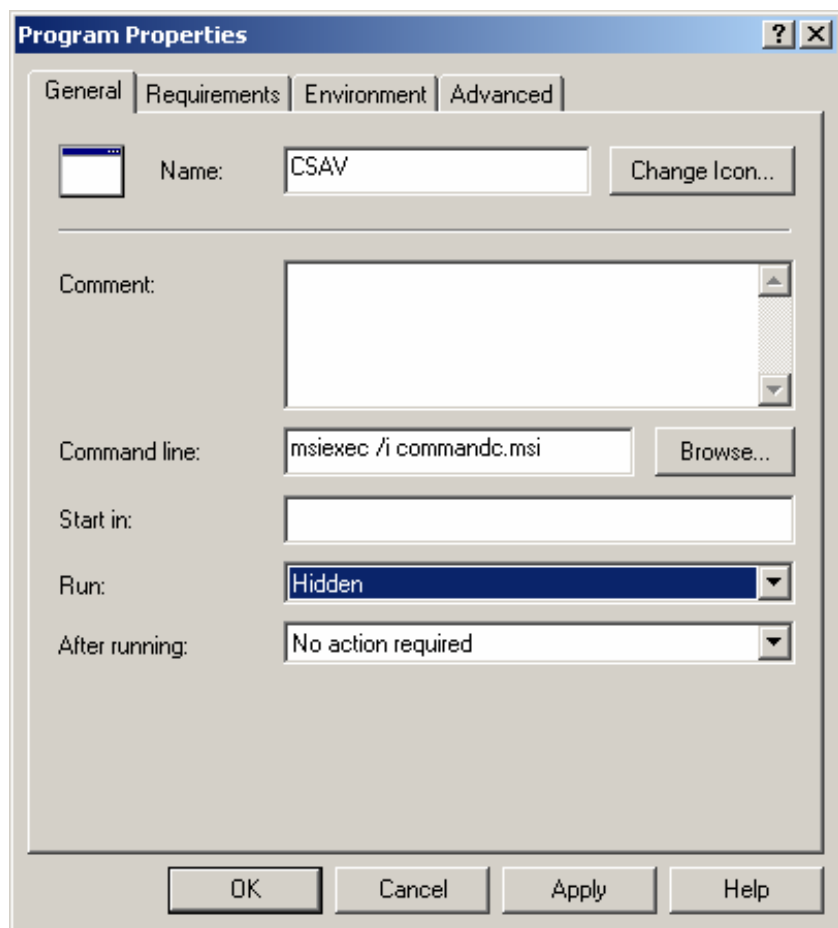 Program Properties
General Requirements Environment Advanced
Name: CSAV Change Icon...
Comment:
Command line: msiexec /i commandc.msi Browse...
Start in:
Run: Hidden
After running: No action required
OK Cancel Apply Help